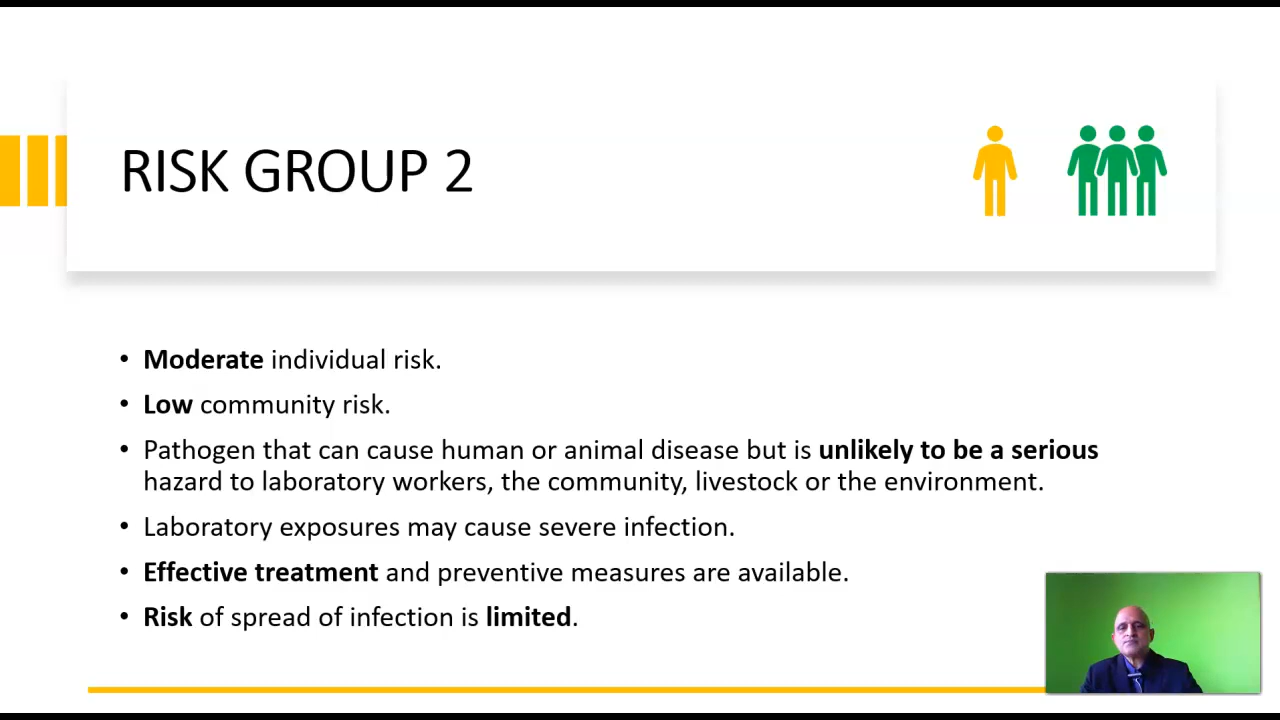 RISK GROUP 2
• Moderate individual risk.
• Low community risk.
• Pathogen that can cause human or animal disease but is unlikely to be a serious
hazard to laboratory workers, the community, livestock or the environment.
• Laboratory exposures may cause severe infection.
• Effective treatment and preventive measures are available.
• Risk of spread of infection is limited.